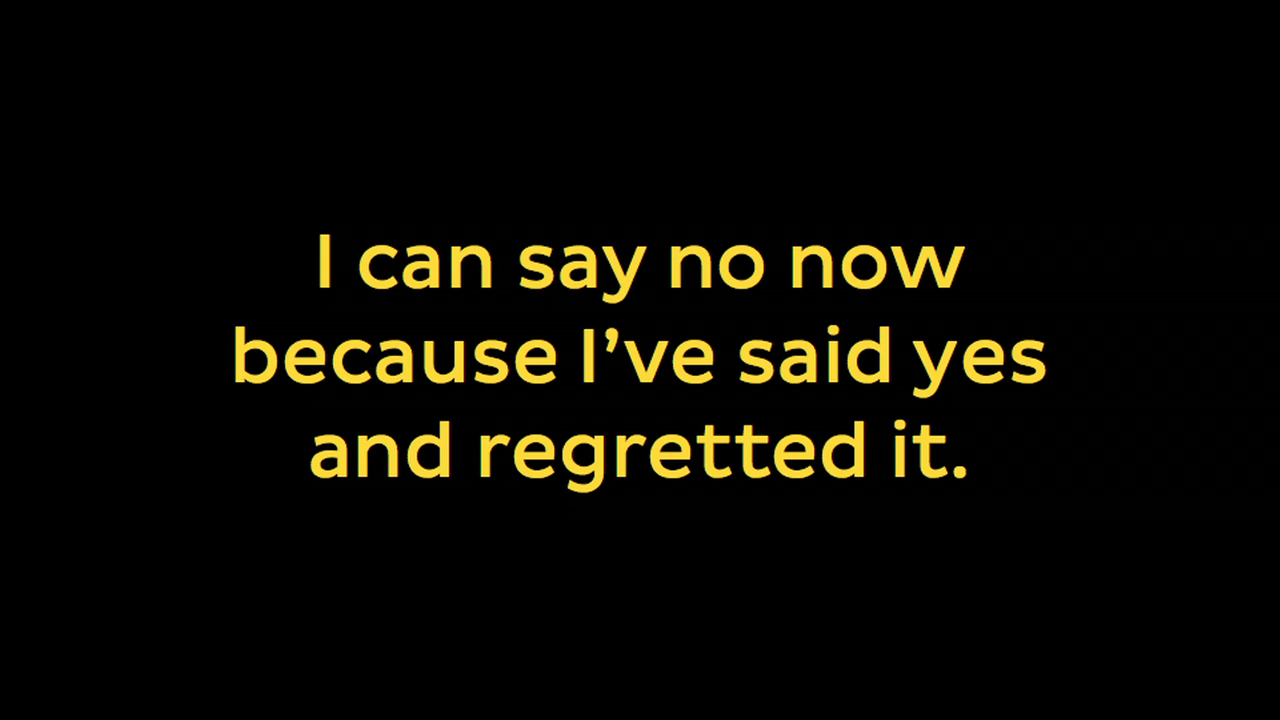 I can say no now
because I’ve said yes
and regretted it.